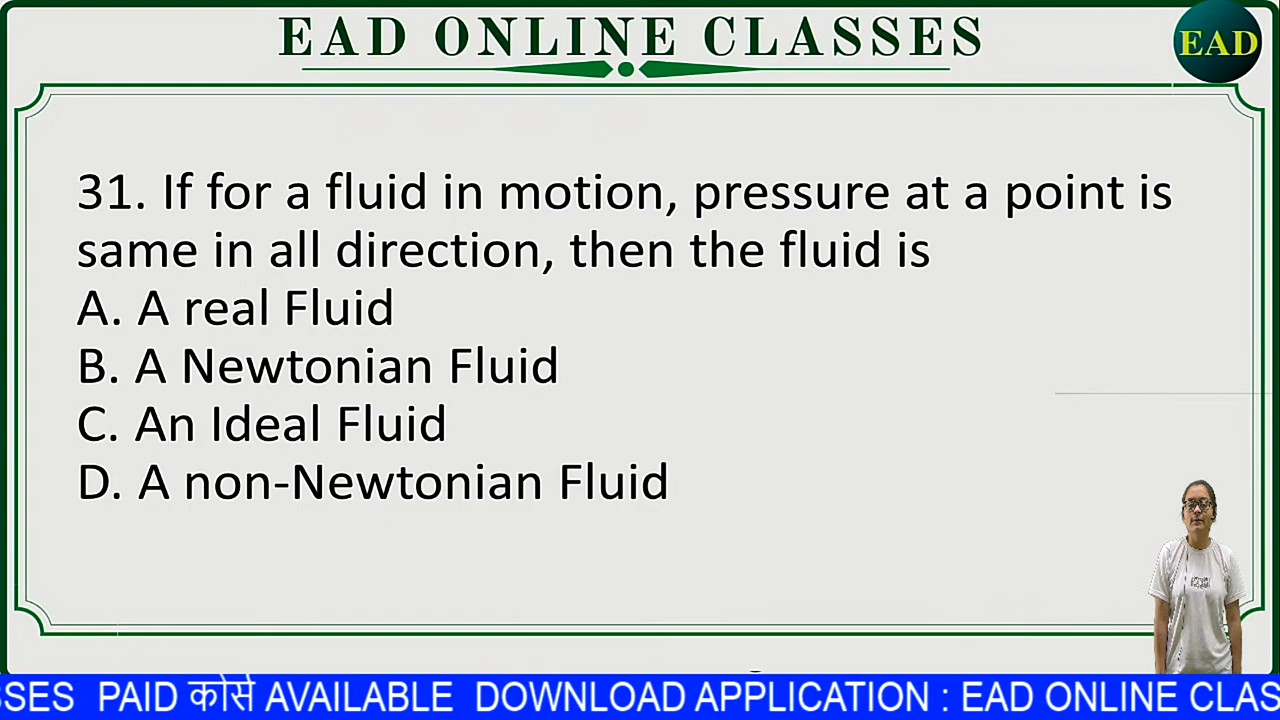 EAD ONLINE CLASSES
EAD
31. If for a fluid in motion, pressure at a point is
same in all direction, then the fluid is
A. A real Fluid
B. A Newtonian Fluid
C. An Ideal Fluid
D. A non-Newtonian Fluid
SSES PAID कोर्स AVAILABLE DOWNLOAD APPLICATION : EAD ONLINE CLAS